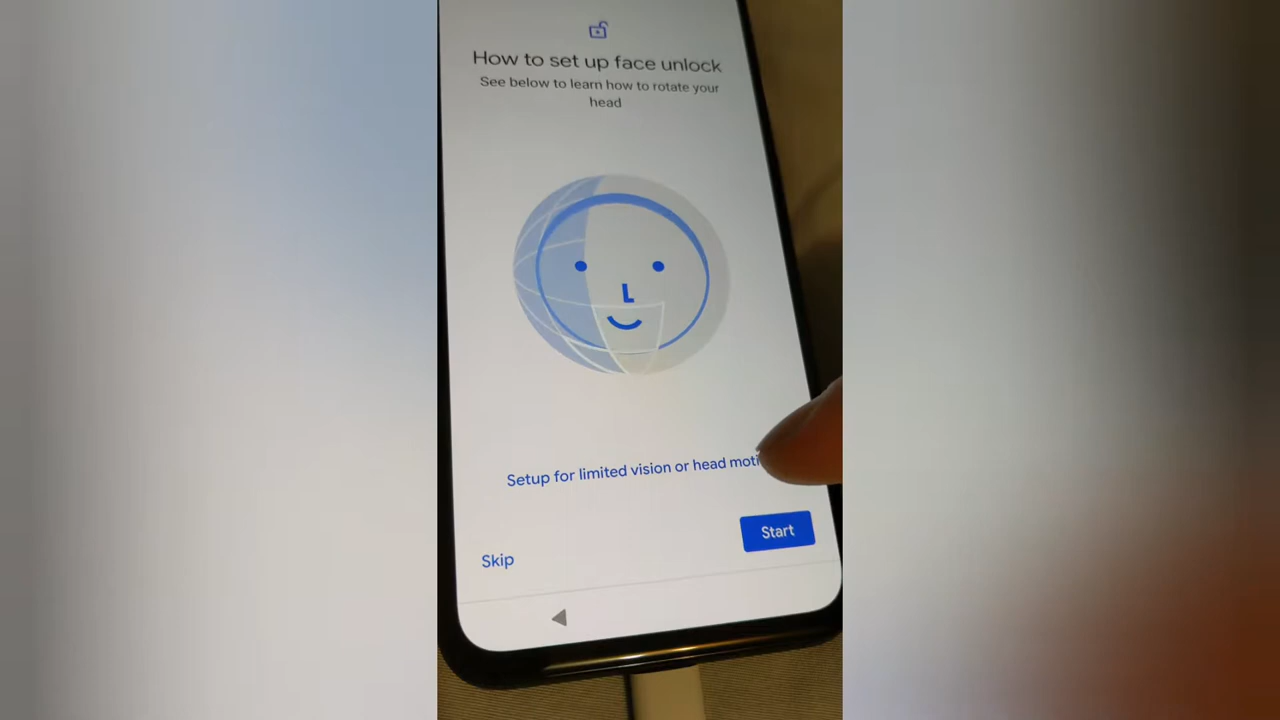 How to set up face unlock
See below to learn how to rotate your
head
Setup for limited vision or head
Start
Skip